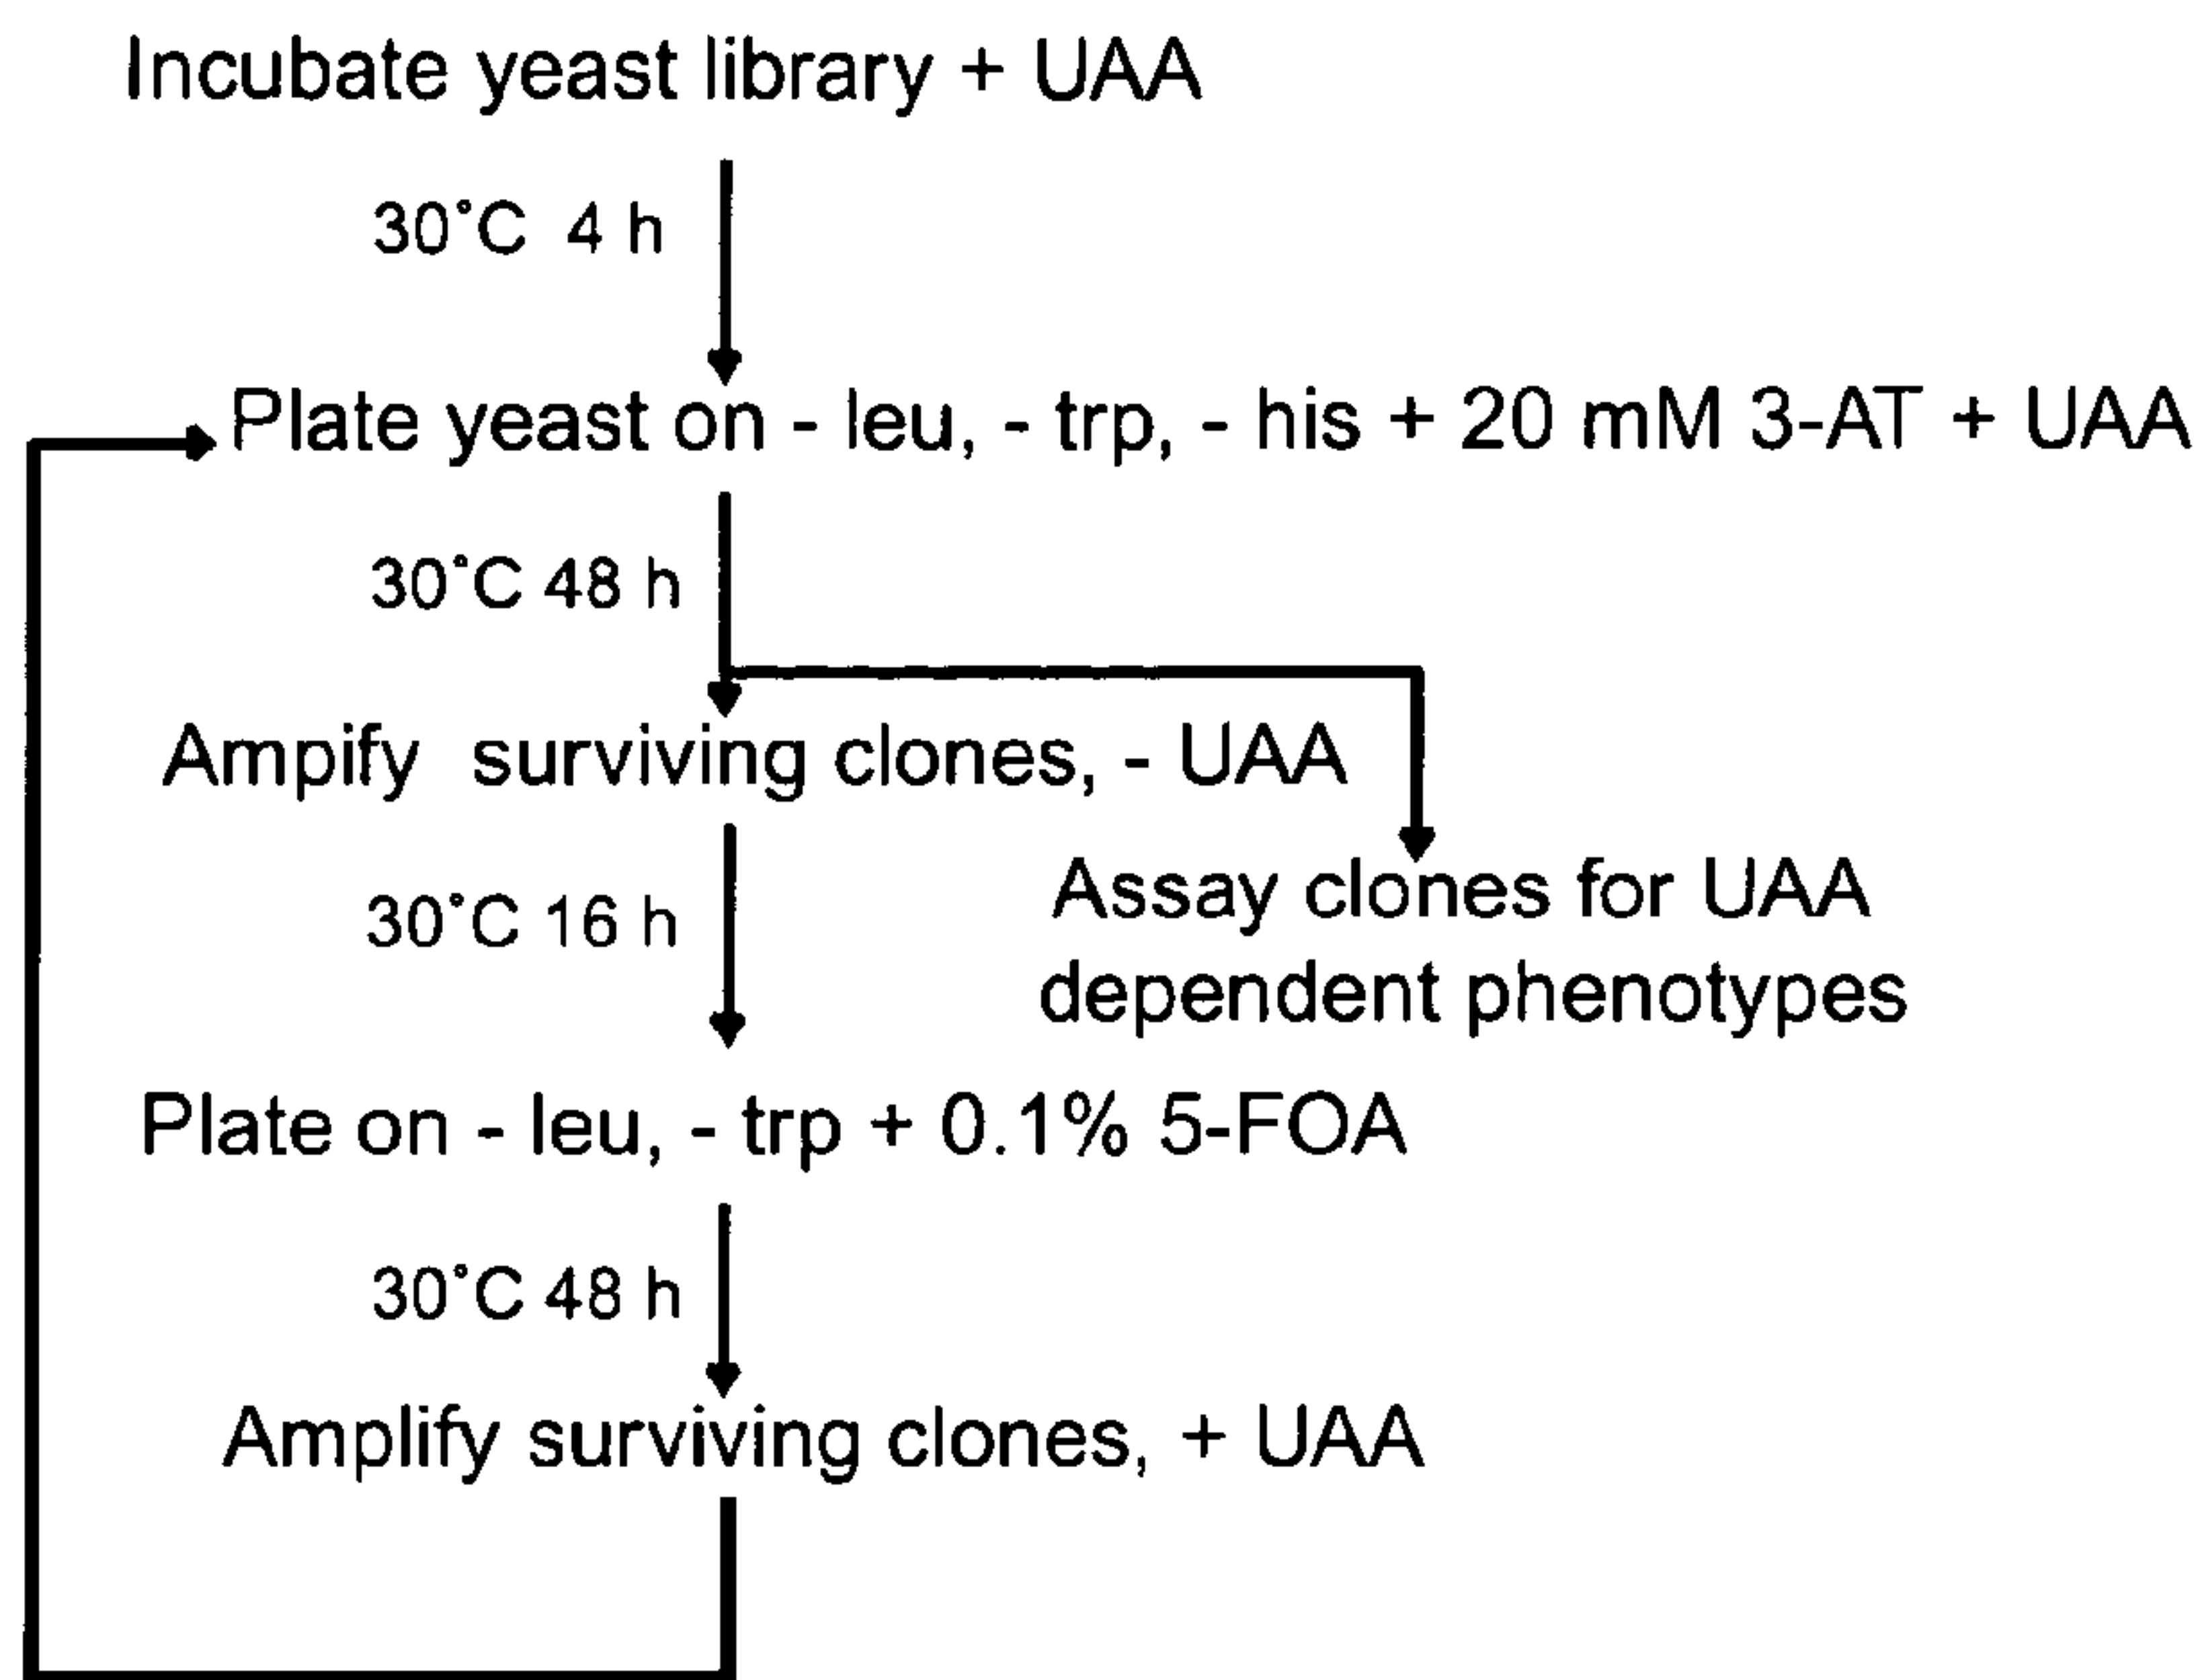 Incubate yeast library + UAA
30°C 4 h
Plate yeast on - leu, - trp, - his + 20 mM 3-AT + UAA
30°C 48 h
Ampify surviving clones, - UAA
30°C 16 h
Assay clones for UAA
dependent phenotypes
Plate on - leu, - trp + 0.1% 5-FOA
30°C 48 h
Amplify surviving clones, + UAA